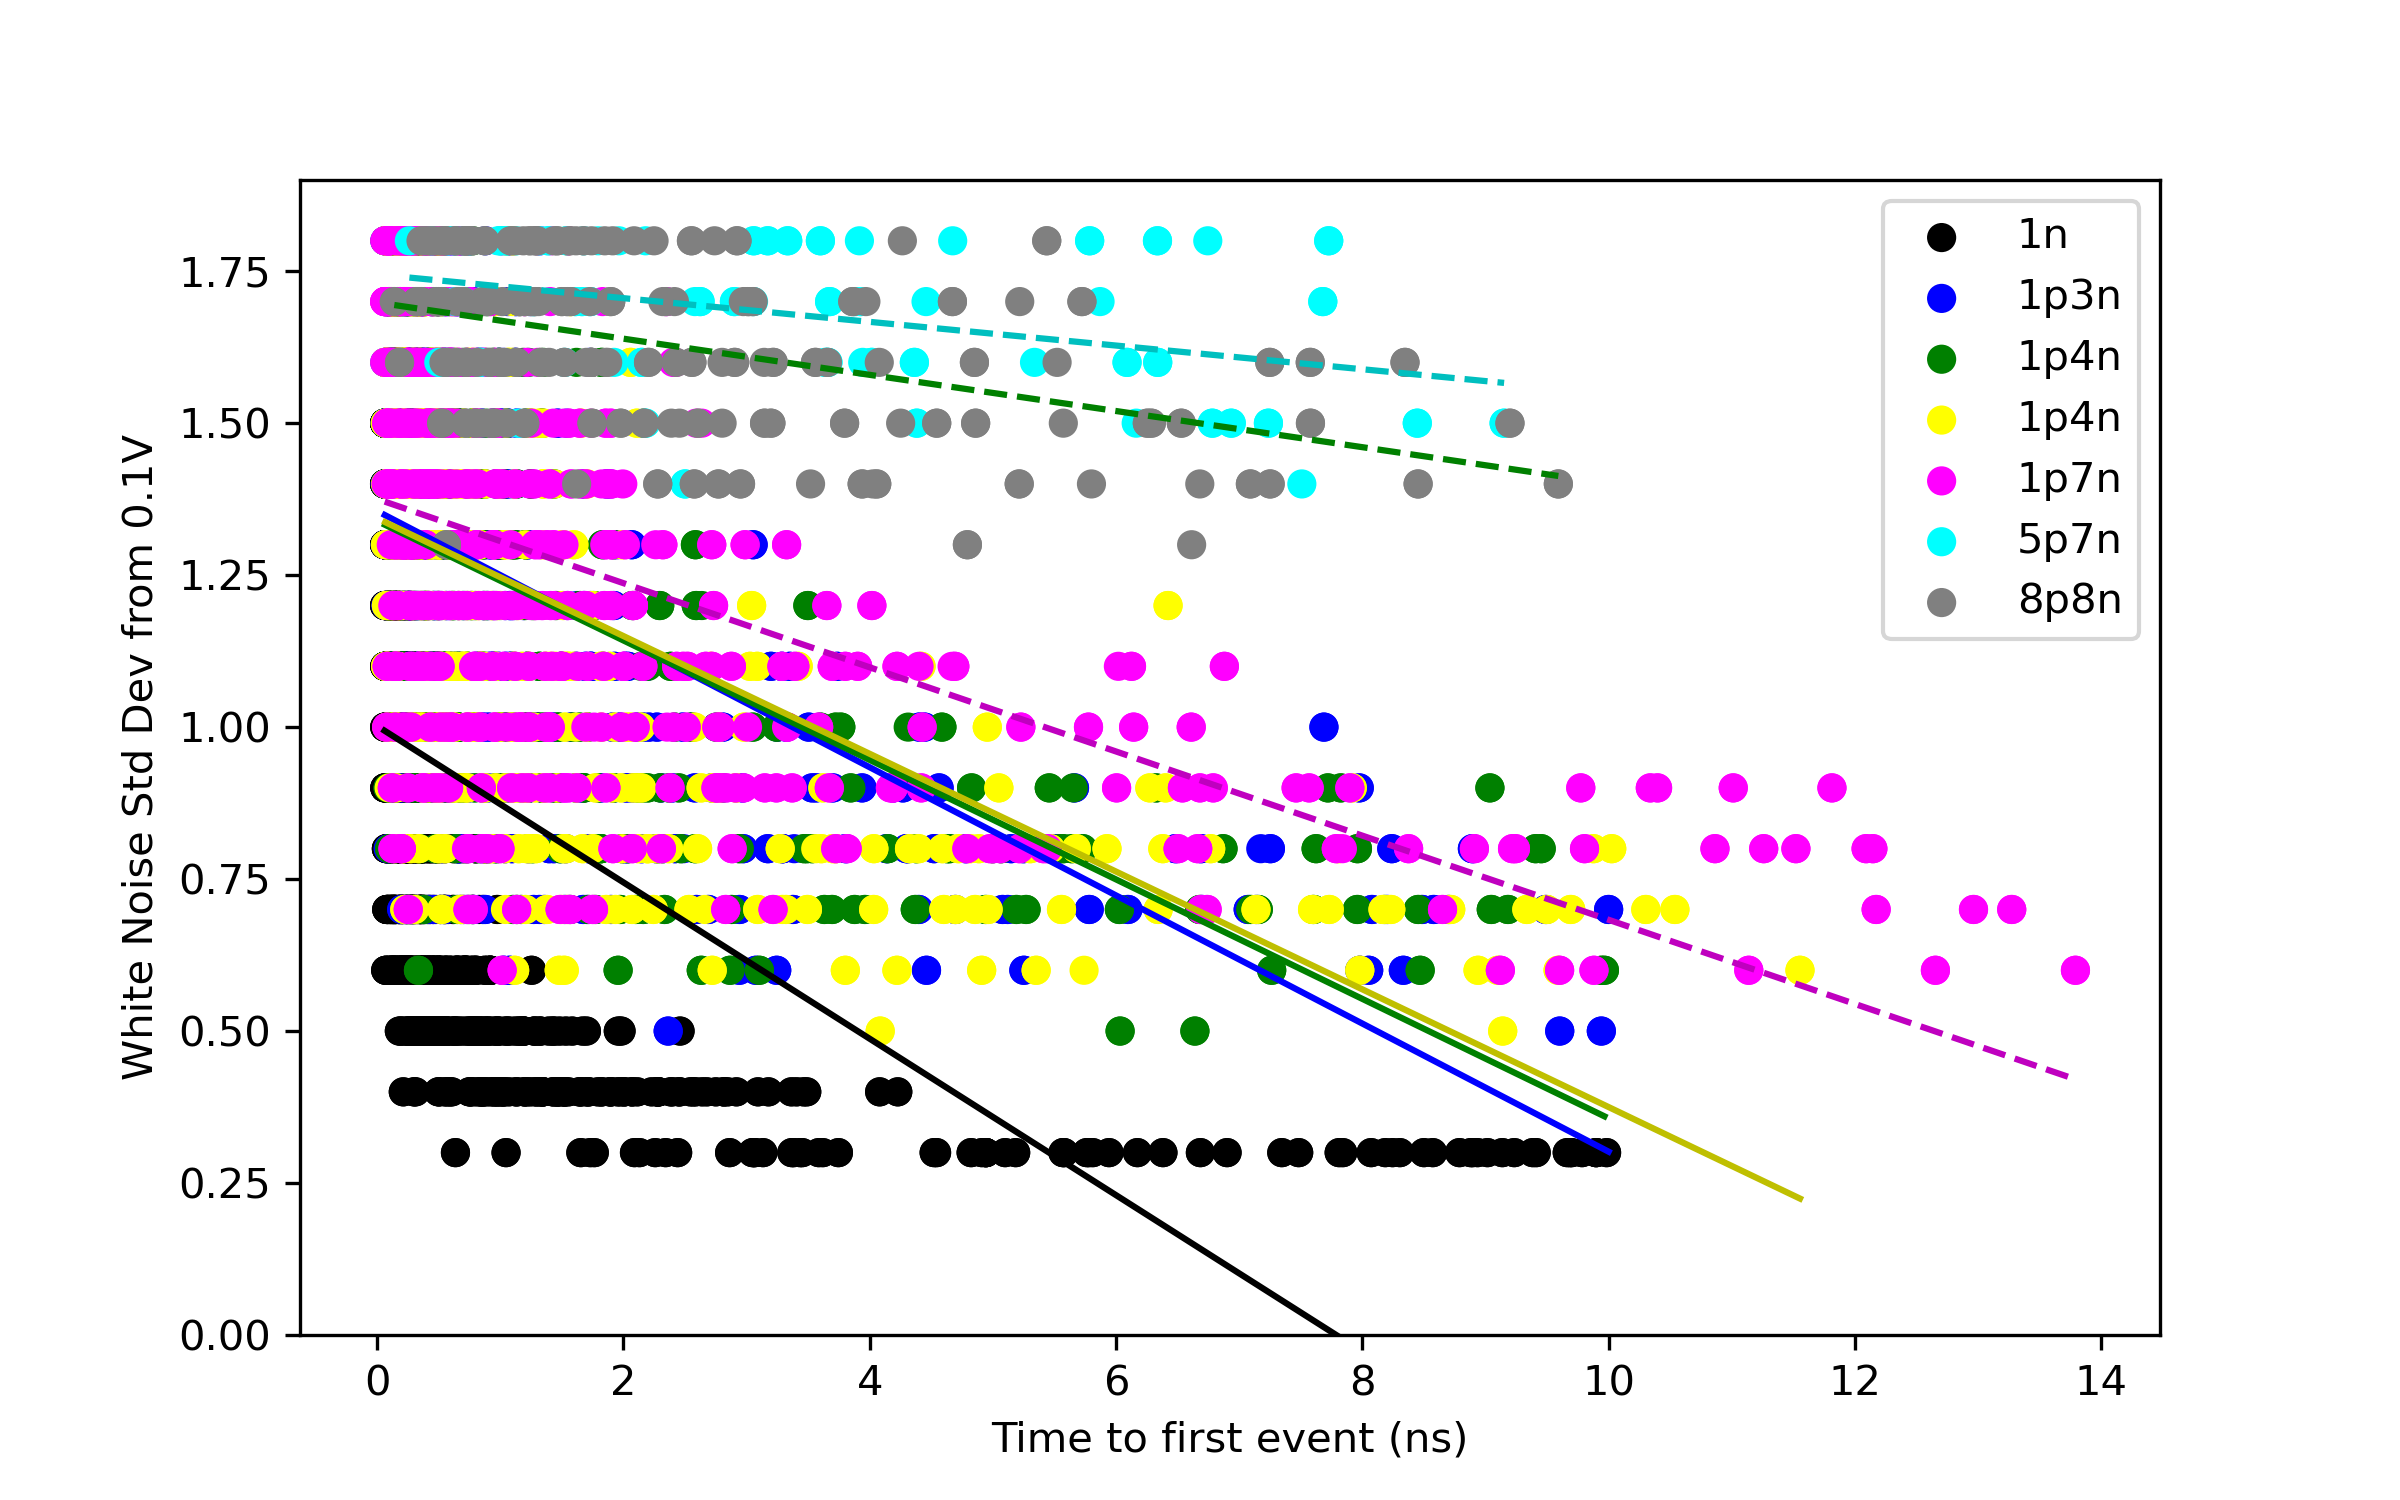 1n
1p3n
1p4n
1p4n
1p7n
5p7n
8p8n
White Noise Std Dev from 0.1V
1.75
1.50
1.25
1.00
0.75
0.50
0.25
0.00
0 2 4 6 8 10 12 14
Time to first event (ns)